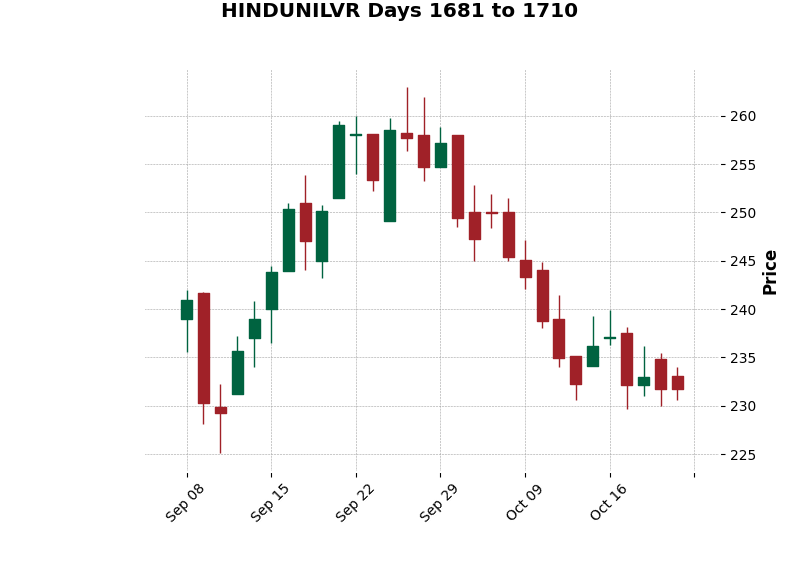 HINDUNILVR Days 1681 to 1710
260
255
250
245
240
235
230
225
Price
Sep 08
Sep 15
Sep 22
Sep 29
Oct 09
Oct 16